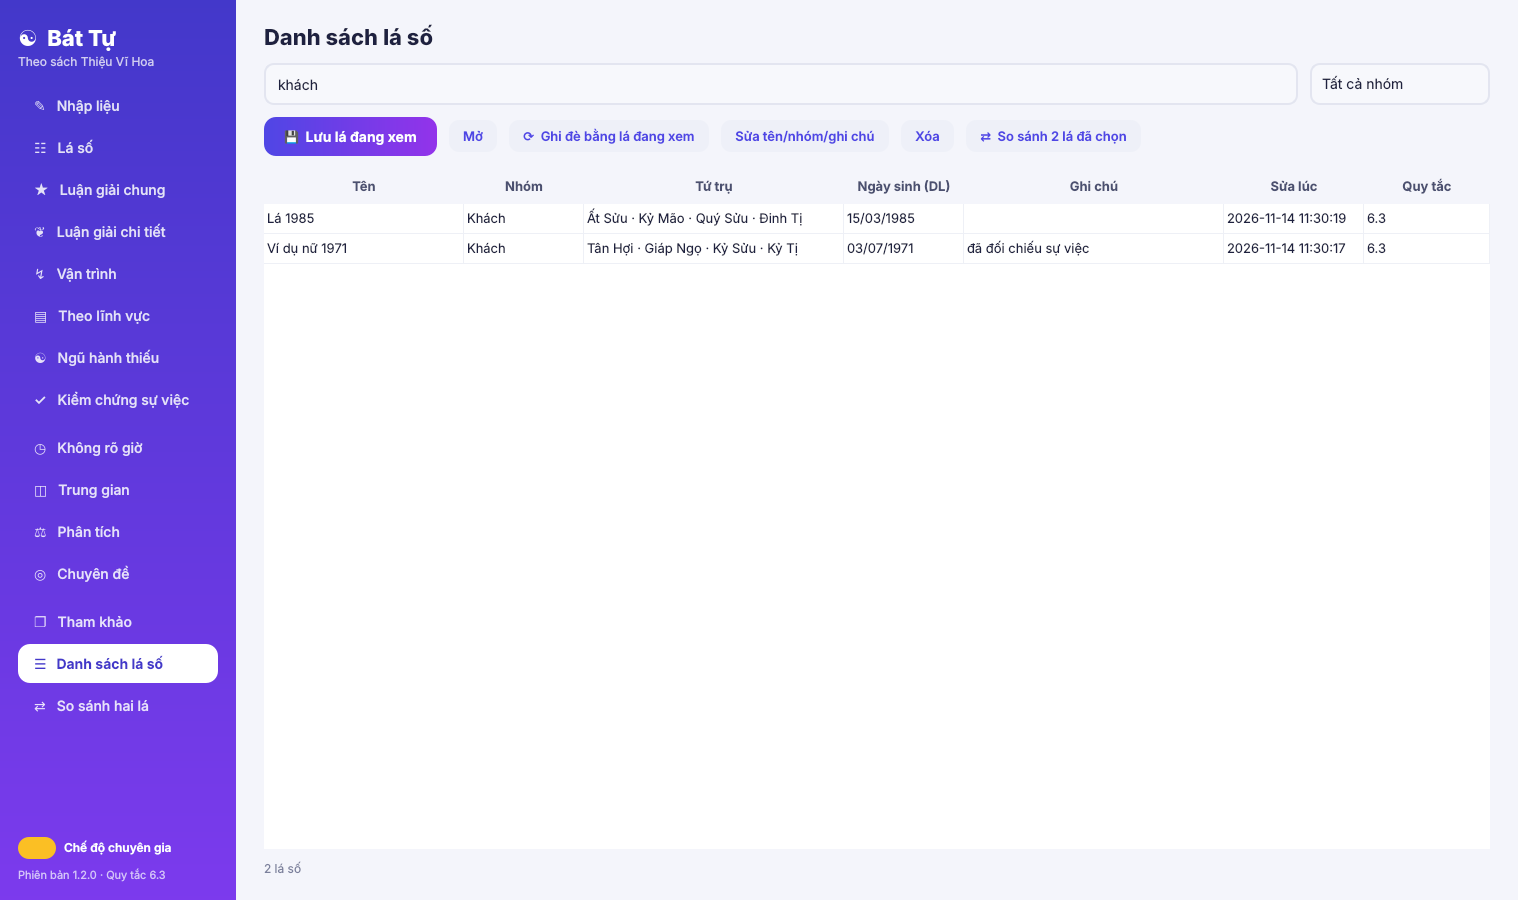 ☯ Bát Tự
Theo sách Thiệu Vĩ Hoa
✎ Nhập liệu
☷ Lá số
★ Luận giải chung
❦ Luận giải chi tiết
↯ Vận trình
▤ Theo lĩnh vực
☯ Ngũ hành thiếu
✓ Kiểm chứng sự việc
◷ Không rõ giờ
◫ Trung gian
⚖ Phân tích
◎ Chuyên đề
❐ Tham khảo
☰ Danh sách lá số
⇄ So sánh hai lá
Chế độ chuyên gia
Phiên bản 1.2.0 · Quy tắc 6.3
Danh sách lá số
khách
Tất cả nhóm
💾 Lưu lá đang xem
Mở
⟳ Ghi đè bằng lá đang xem
Sửa tên/nhóm/ghi chú
Xóa
⇄ So sánh 2 lá đã chọn
Tên Nhóm Tứ trụ Ngày sinh (DL) Ghi chú Sửa lúc Quy tắc
Lá 1985 Khách Ất Sửu · Kỷ Mão · Quý Sửu · Đinh Tị 15/03/1985 2026-11-14 11:30:19 6.3
Ví dụ nữ 1971 Khách Tân Hợi · Giáp Ngọ · Kỷ Sửu · Kỷ Tị 03/07/1971 đã đối chiếu sự việc 2026-11-14 11:30:17 6.3
2 lá số